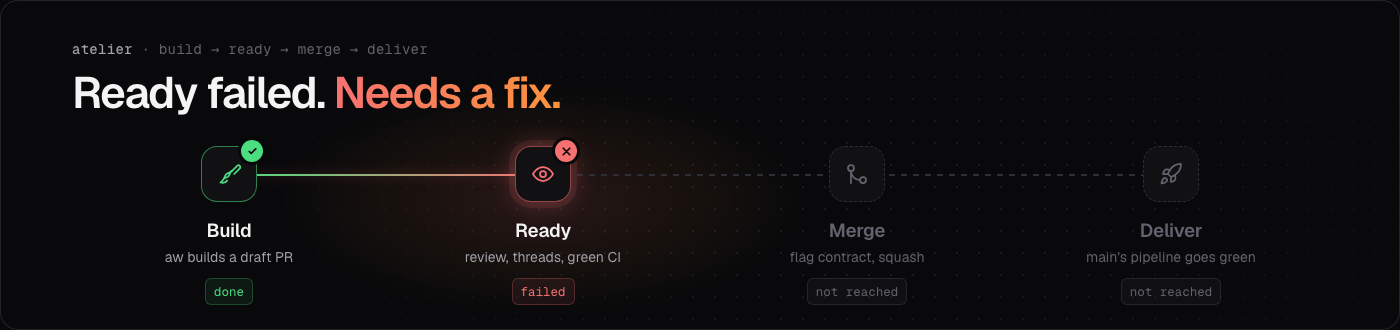 atelier · build → ready → merge → deliver
Ready failed. Needs a fix.
Build
aw builds a draft PR
done
Ready
review, threads, green CI
failed
Merge
flag contract, squash
not reached
Deliver
main's pipeline goes green
not reached